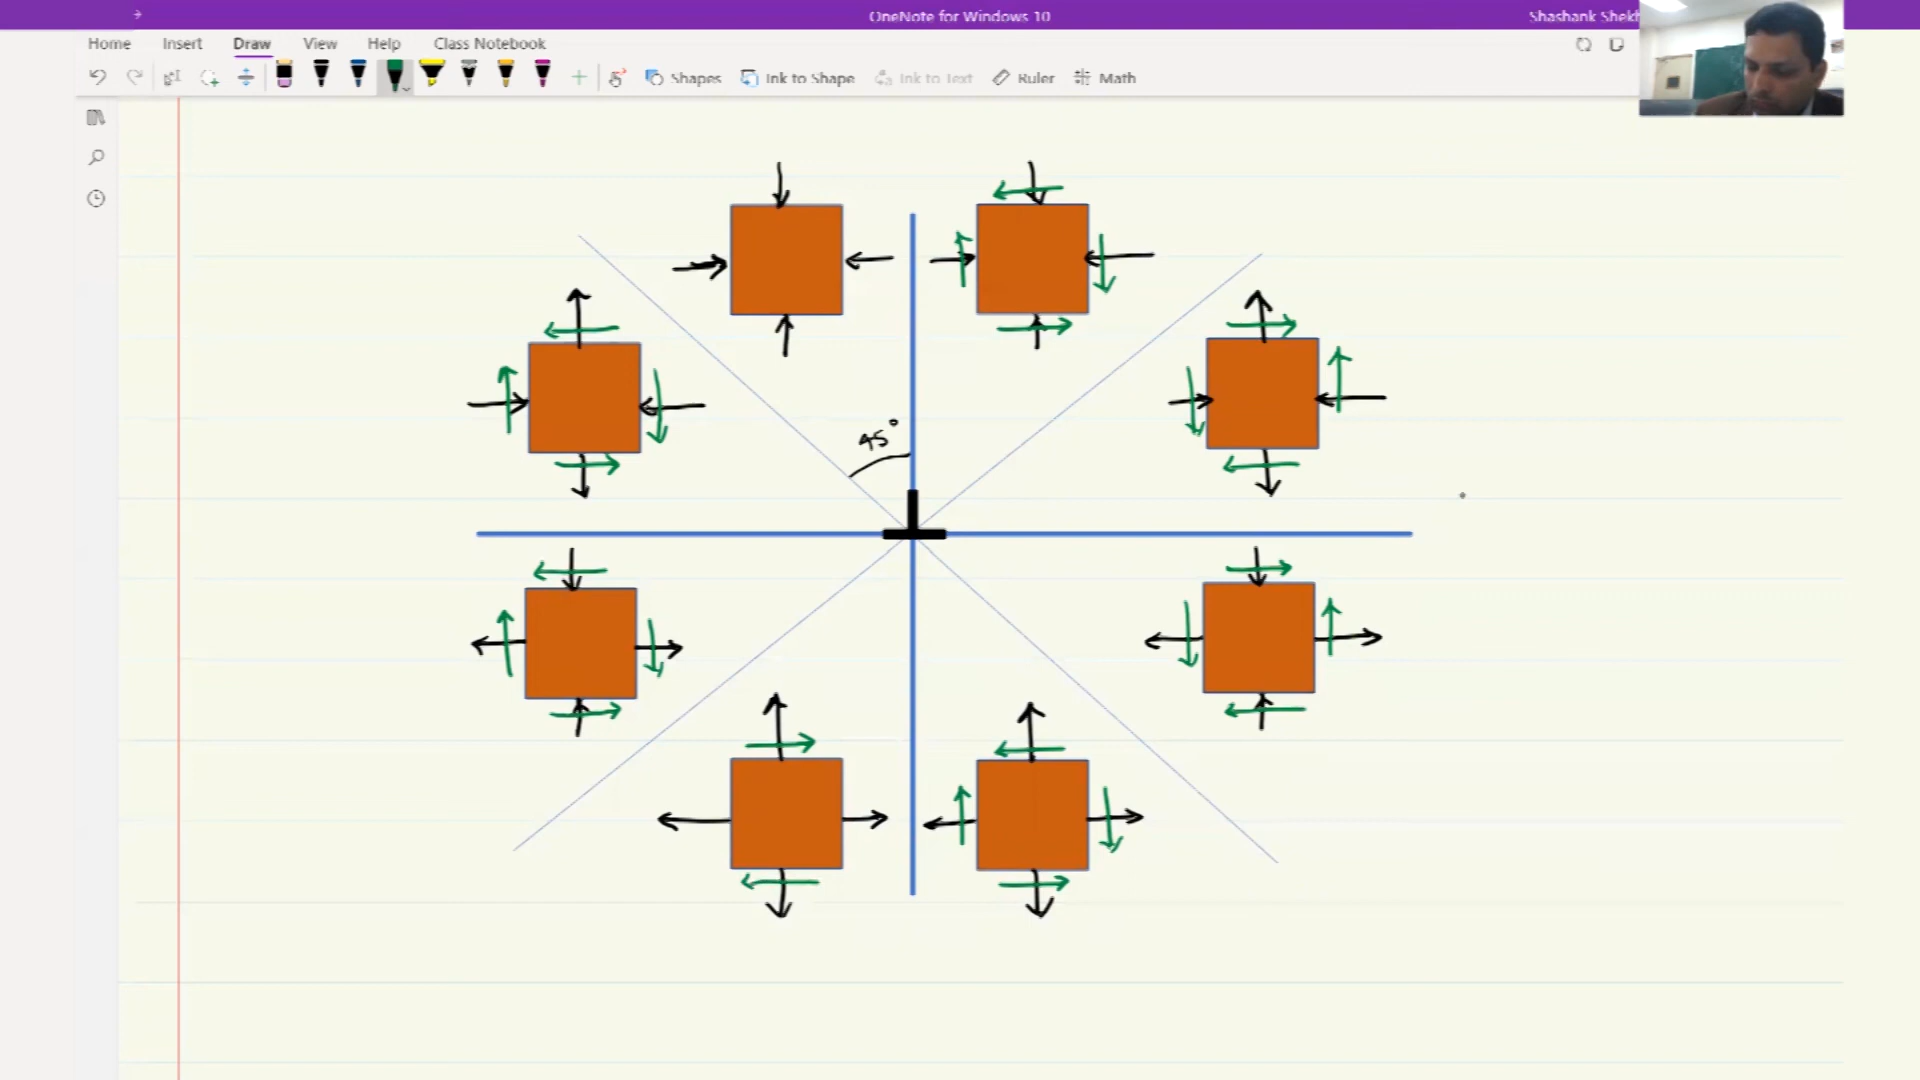 OneNote for Windows 10
Shashank Shekh
Home Insert Draw View Help Class Notebook
Shapes Ink to Shape Ink to Text Ruler Math
45°